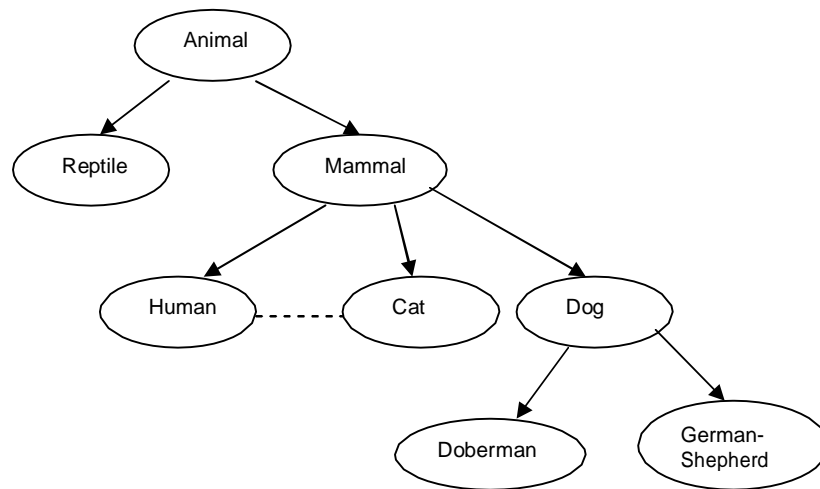 Animal
Reptile
Mammal
Human
Cat
Dog
Doberman
German-
Shepherd